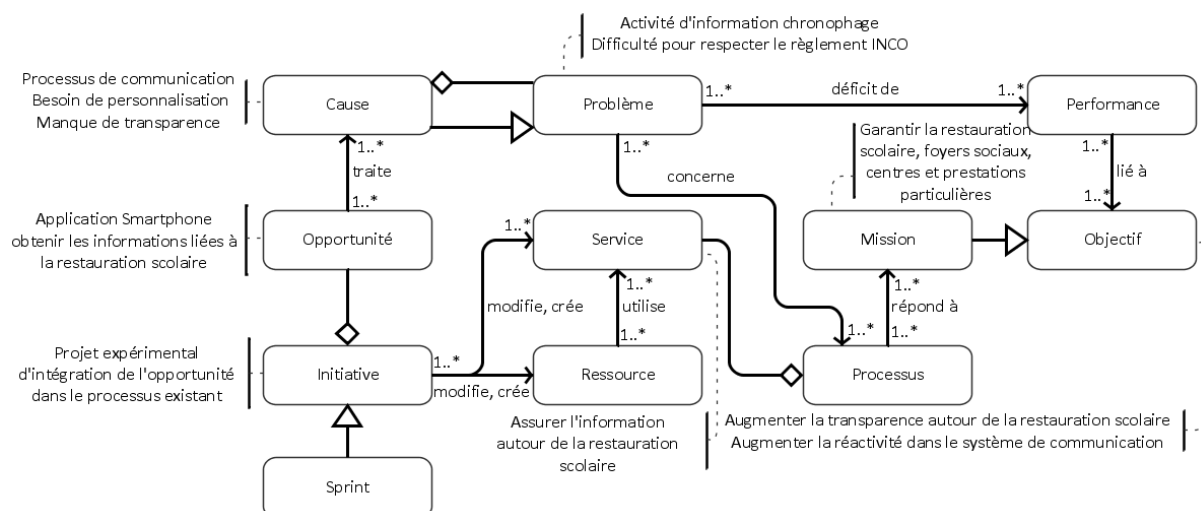 Activité d'information chronophage
Difficulté pour respecter le règlement INCO
Processus de communication
Besoin de personnalisation
Manque de transparence
Cause
Problème
1..*
déficit de
1..*
Performance
1..*
traite
1..*
1..*
concerne
Garantir la restauration
scolaire, foyers sociaux,
centres et prestations
particulières
1..*
lié à
1..*
Application Smartphone
obtenir les informations liées à
la restauration scolaire
Opportunité
1..*
Service
Mission
Objectif
modifie, crée
1..*
utilise
1..*
1..*
répond à
1..*
1..*
Projet expérimental
d'intégration de l'opportunité
dans le processus existant
Initiative
1..*
modifie, crée
Ressource
Processus
Assurer l'information
autour de la restauration
scolaire
Augmenter la transparence autour de la restauration scolaire
Augmenter la réactivité dans le système de communication
Sprint